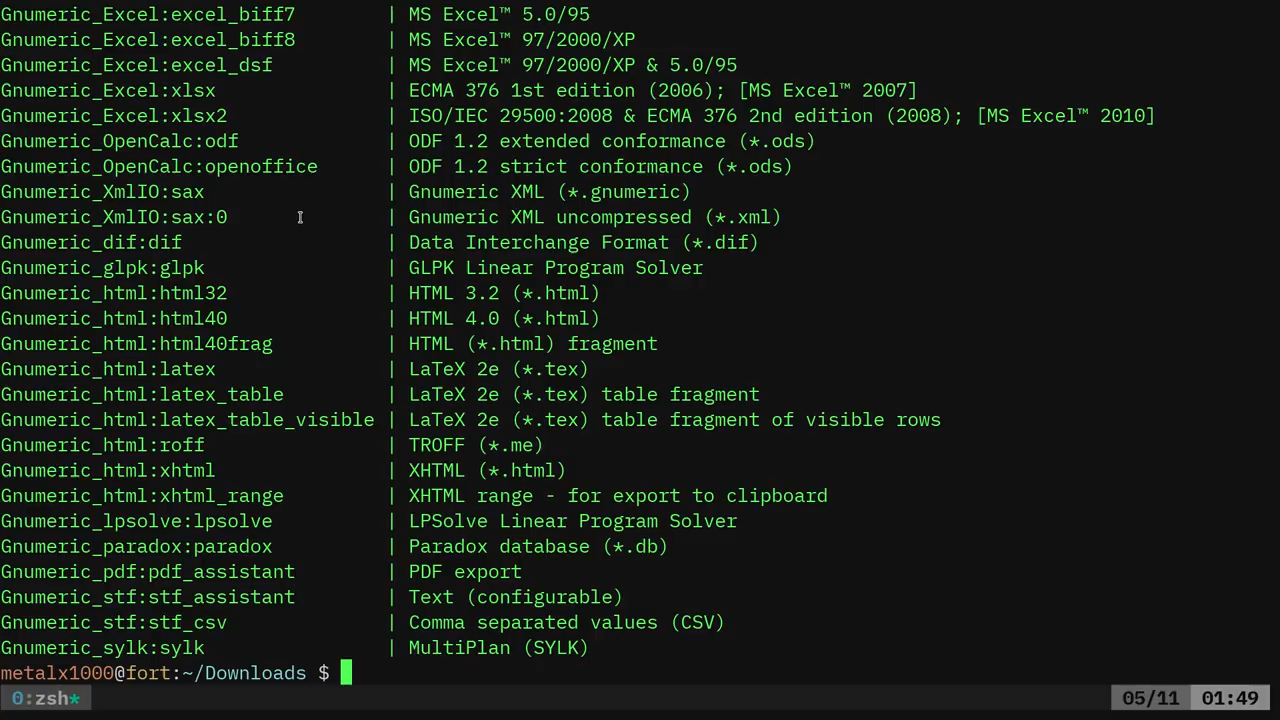 Gnumeric_Excel:excel_biff7        | MS Excel™ 5.0/95
Gnumeric_Excel:excel_biff8        | MS Excel™ 97/2000/XP
Gnumeric_Excel:excel_dsf          | MS Excel™ 97/2000/XP & 5.0/95
Gnumeric_Excel:xlsx               | ECMA 376 1st edition (2006); [MS Excel™ 2007]
Gnumeric_Excel:xlsx2              | ISO/IEC 29500:2008 & ECMA 376 2nd edition (2008); [MS Excel™ 2010]
Gnumeric_OpenCalc:odf             | ODF 1.2 extended conformance (*.ods)
Gnumeric_OpenCalc:openoffice      | ODF 1.2 strict conformance (*.ods)
Gnumeric_XmlIO:sax                | Gnumeric XML (*.gnumeric)
Gnumeric_XmlIO:sax:0              | Gnumeric XML uncompressed (*.xml)
Gnumeric_dif:dif                  | Data Interchange Format (*.dif)
Gnumeric_glpk:glpk                | GLPK Linear Program Solver
Gnumeric_html:html32              | HTML 3.2 (*.html)
Gnumeric_html:html40              | HTML 4.0 (*.html)
Gnumeric_html:html40frag          | HTML (*.html) fragment
Gnumeric_html:latex               | LaTeX 2e (*.tex)
Gnumeric_html:latex_table         | LaTeX 2e (*.tex) table fragment
Gnumeric_html:latex_table_visible | LaTeX 2e (*.tex) table fragment of visible rows
Gnumeric_html:roff                | TROFF (*.me)
Gnumeric_html:xhtml               | XHTML (*.html)
Gnumeric_html:xhtml_range         | XHTML range - for export to clipboard
Gnumeric_lpsolve:lpsolve          | LPSolve Linear Program Solver
Gnumeric_paradox:paradox          | Paradox database (*.db)
Gnumeric_pdf:pdf_assistant        | PDF export
Gnumeric_stf:stf_assistant        | Text (configurable)
Gnumeric_stf:stf_csv              | Comma separated values (CSV)
Gnumeric_sylk:sylk                | MultiPlan (SYLK)
metalx1000@fort:~/Downloads $
0:zsh* 05/11 01:49